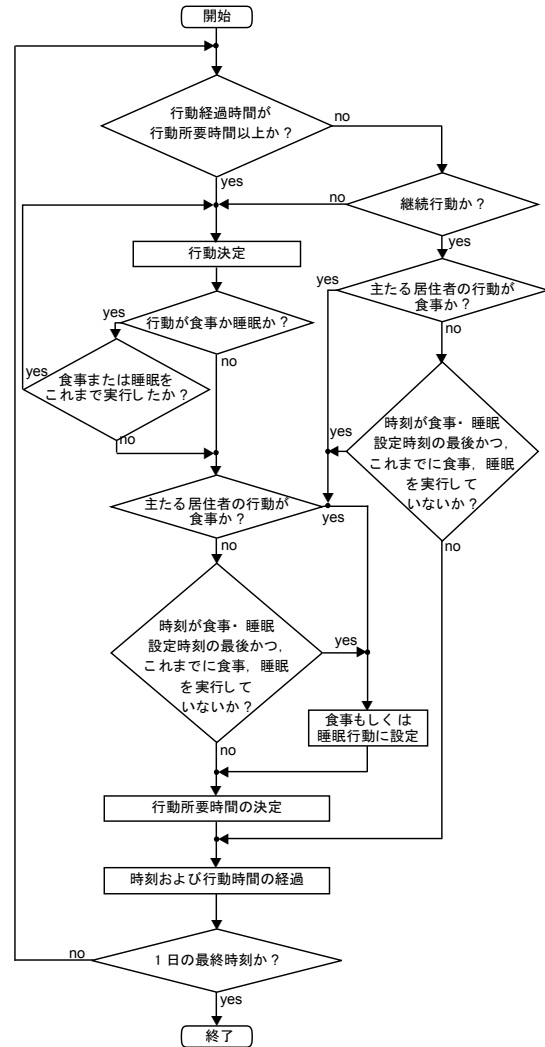 開始
行動経過時間が
行動所要時間以上か？
no
yes
no
継続行動か？
yes
行動決定
yes
主たる居住者の行動が
食事か？
no
yes
行動が食事か睡眠か？
no
yes
食事または睡眠を
これまで実行したか？
no
yes
時刻が食事・睡眠
設定時刻の最後かつ，
これまでに食事，睡眠
を実行して
いないか？
no
主たる居住者の行動が
食事か？
yes
no
時刻が食事・睡眠
設定時刻の最後かつ，
これまでに食事，睡眠
を実行して
いないか？
yes
no
食事もしくは
睡眠行動に設定
行動所要時間の決定
時刻および行動時間の経過
no
1日の最終時刻か？
yes
終了